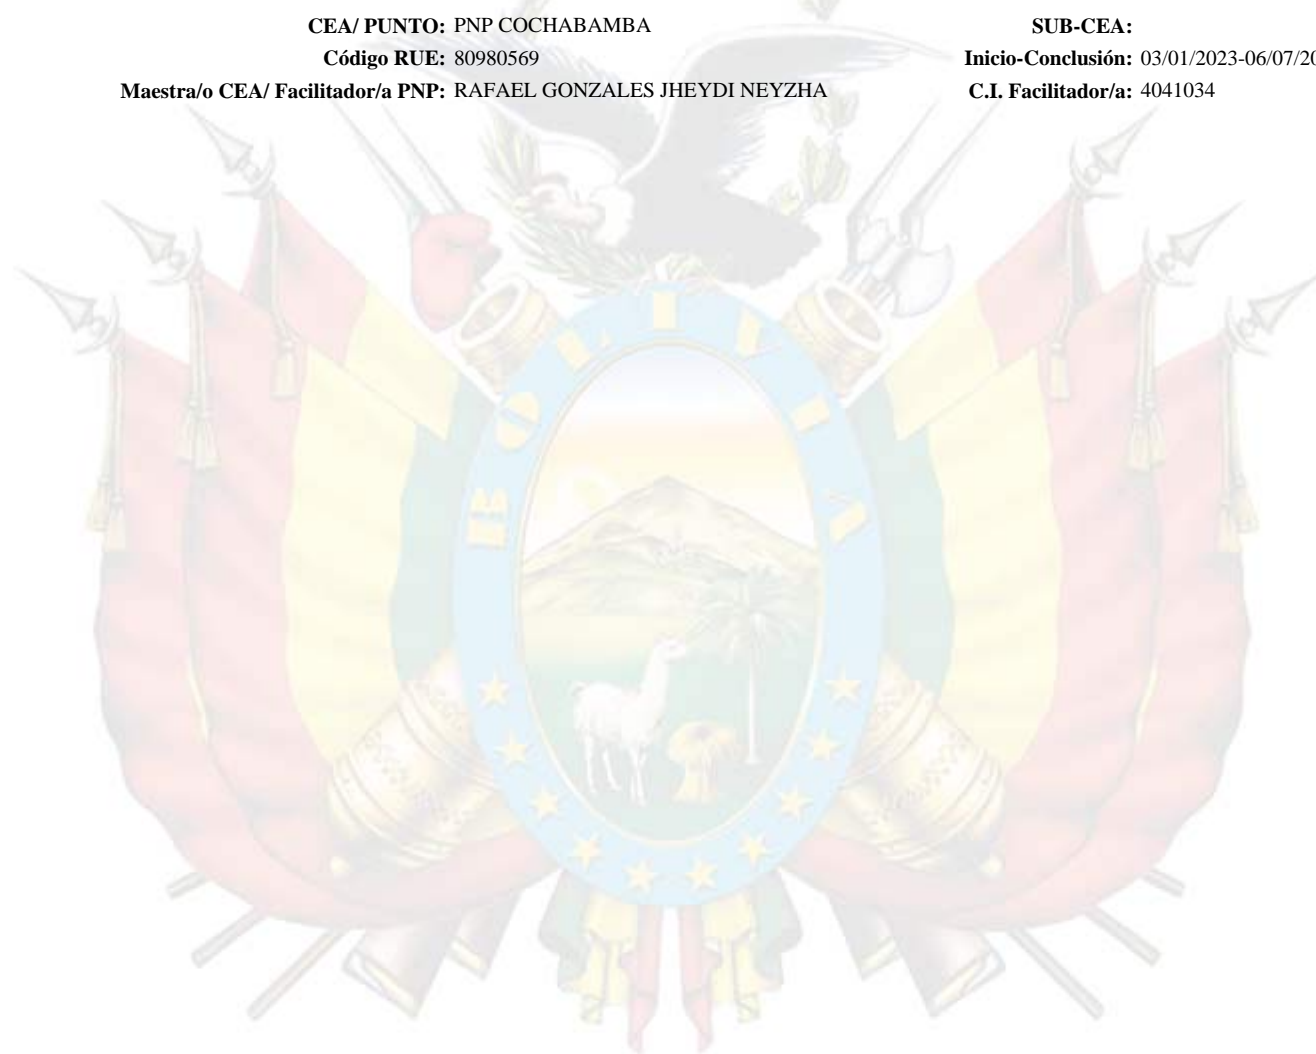 CEA/ PUNTO: PNP COCHABAMBA SUB-CEA:
Código RUE: 80980569 Inicio-Conclusión: 03/01/2023-06/07/20
Maestra/o CEA/ Facilitador/a PNP: RAFAEL GONZALES JHEYDI NEYZHA C.I. Facilitador/a: 4041034
BOLIVIA